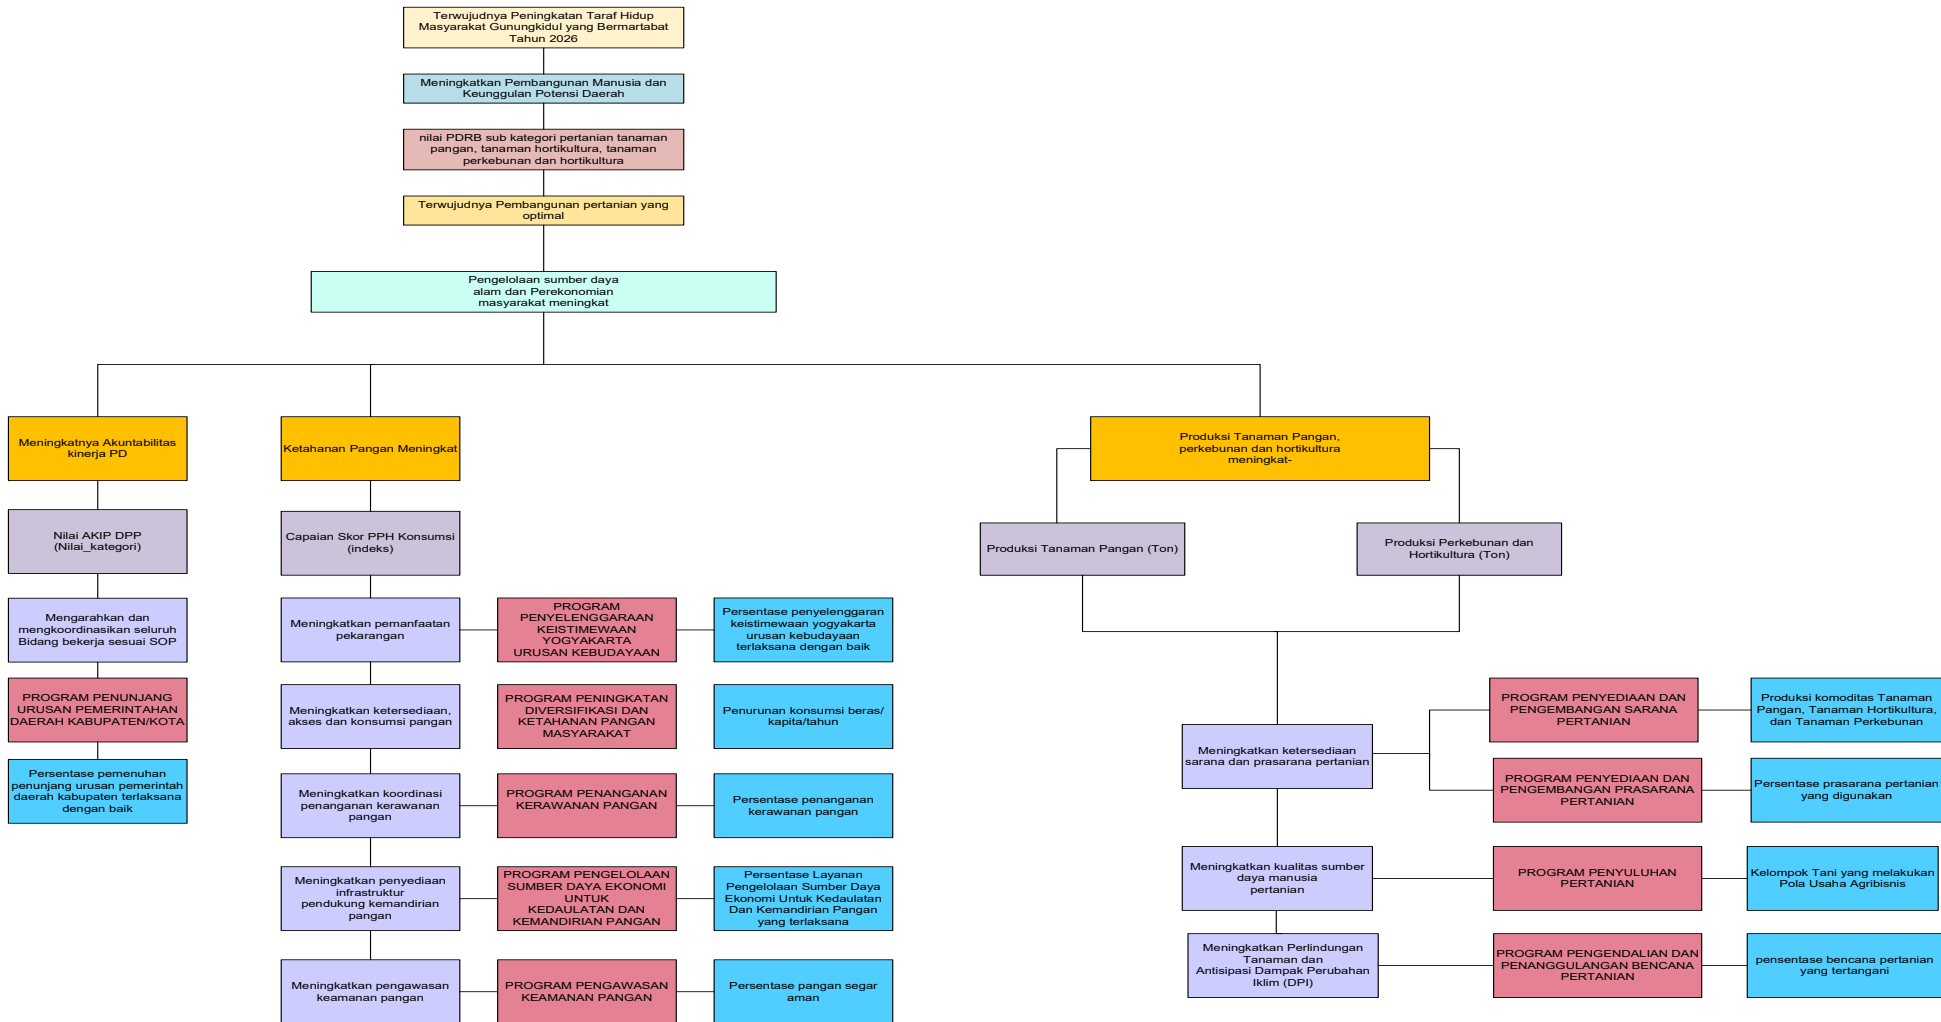 Terwujudnya Peningkatan Taraf Hidup
Masyarakat Gunungkidul yang Bermartabat
Tahun 2026
Meningkatkan Pembangunan Manusia dan
Keunggulan Potensi Daerah
nilai PDRB sub kategori pertanian tanaman
pangan, tanaman hortikultura, tanaman
perkebunan dan hortikultura
Terwujudnya Pembangunan pertanian yang
optimal
Pengelolaan sumber daya
alam dan Perekonomian
masyarakat meningkat
Meningkatnya Akuntabilitas
kinerja PD
Nilai AKIP DPP
(Nilai_kategori)
Mengarahkan dan
mengkoordinasikan seluruh
Bidang bekerja sesuai SOP
PROGRAM PENUNJANG
URUSAN PEMERINTAHAN
DAERAH KABUPATEN/KOTA
Persentase pemenuhan
penunjang urusan pemerintah
daerah kabupaten terlaksana
dengan baik
Ketahanan Pangan Meningkat
Capaian Skor PPH Konsumsi
(indeks)
Meningkatkan pemanfaatan
pekarangan
PROGRAM
PENYELENGGARAAN
KEISTIMEWAAN
YOGYAKARTA
URUSAN KEBUDAYAAN
Persentase penyelenggaran
keistimewaan yogyakarta
urusan kebudayaan
terlaksana dengan baik
Meningkatkan ketersediaan,
akses dan konsumsi pangan
PROGRAM PENINGKATAN
DIVERSIFIKASI DAN
KETAHANAN PANGAN
MASYARAKAT
Penurunan konsumsi beras/
kapita/tahun
Meningkatkan koordinasi
penanganan kerawanan
pangan
PROGRAM PENANGANAN
KERAWANAN PANGAN
Persentase penanganan
kerawanan pangan
Meningkatkan penyediaan
infrastruktur
pendukung kemandirian
pangan
PROGRAM PENGELOLAAN
SUMBER DAYA EKONOMI
UNTUK
KEDAULATAN DAN
KEMANDIRIAN PANGAN
Persentase Layanan
Pengelolaan Sumber Daya
Ekonomi Untuk Kedaulatan
Dan Kemandirian Pangan
yang terlaksana
Meningkatkan pengawasan
keamanan pangan
PROGRAM PENGAWASAN
KEAMANAN PANGAN
Persentase pangan segar
aman
Produksi Tanaman Pangan,
perkebunan dan hortikultura
meningkat-
Produksi Tanaman Pangan (Ton)
Produksi Perkebunan dan
Hortikultura (Ton)
Meningkatkan ketersediaan
sarana dan prasarana pertanian
PROGRAM PENYEDIAAN DAN
PENGEMBANGAN SARANA
PERTANIAN
Produksi komoditas Tanaman
Pangan, Tanaman Hortikultura,
dan Tanaman Perkebunan
PROGRAM PENYEDIAAN DAN
PENGEMBANGAN PRASARANA
PERTANIAN
Persentase prasarana pertanian
yang digunakan
Meningkatkan kualitas sumber
daya manusia
pertanian
PROGRAM PENYULUHAN
PERTANIAN
Kelompok Tani yang melakukan
Pola Usaha Agribisnis
Meningkatkan Perlindungan
Tanaman dan
Antisipasi Dampak Perubahan
Iklim (DPI)
PROGRAM PENGENDALIAN DAN
PENANGGULANGAN BENCANA
PERTANIAN
pensentase bencana pertanian
yang tertangani